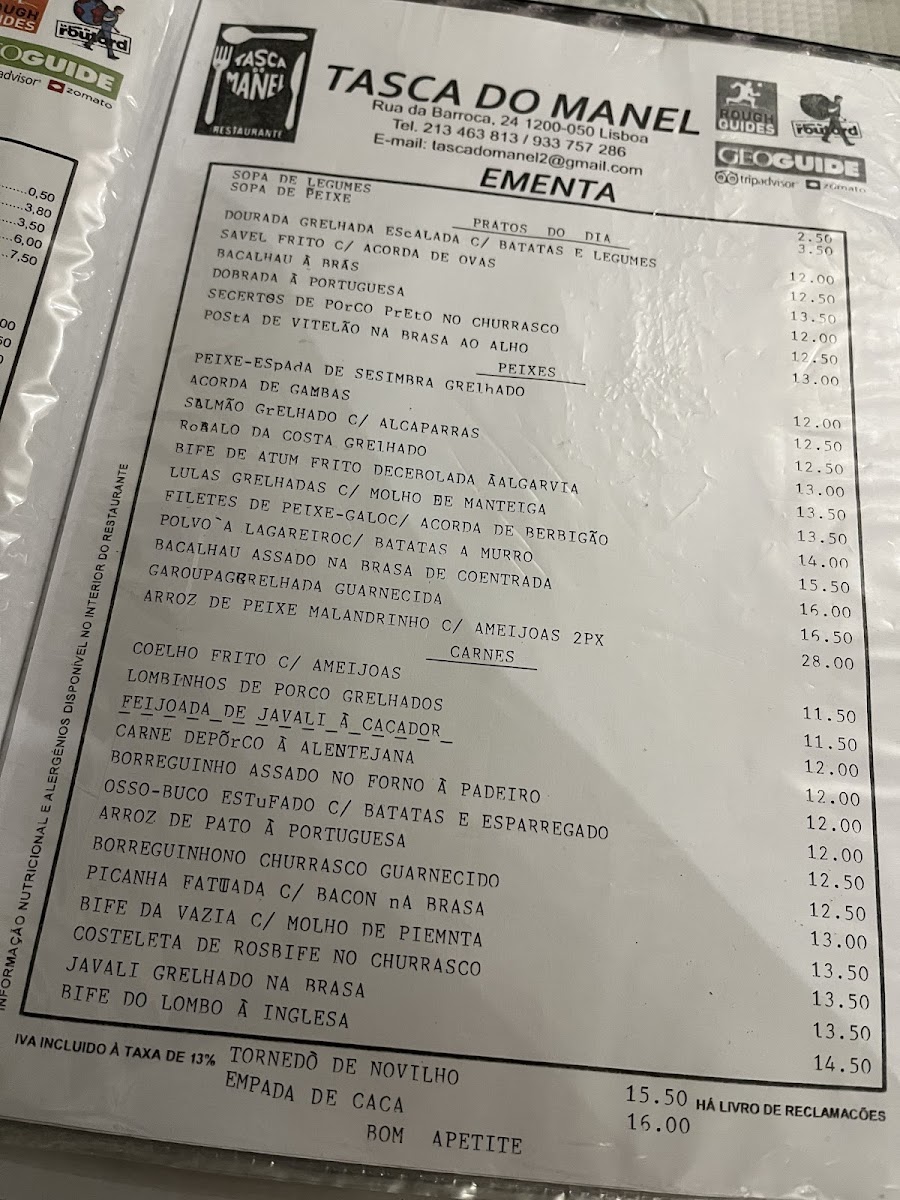 ROUGH
GUIDES
routard
GEOGUIDE
tripadvisor zomato
0,50
3,80
3,50
6,00
7,50
TASCA
DO
MANEL
RESTAURANTE
TASCA DO MANEL
Rua da Barroca, 24 1200-050 Lisboa
Tel. 213 463 813 / 933 757 286
E-mail: tascadomanel2@gmail.com
ROUGH
GUIDES
routard
GEOGUIDE
tripadvisor zomato
EMENTA
SOPA DE LEGUMES 2.50
SOPA DE PEIXE 3.50
PRATOS DO DIA
DOURADA GRELHADA EScALADA C/ BATATAS E LEGUMES 12.00
SAVEL FRITO C/ ACORDA DE OVAS 12.50
BACALHAU À BRÁS 13.50
DOBRADA À PORTUGUESA 12.00
SECERTOS DE POrCO PrEtO NO CHURRASCO 12.50
POStA DE VITELÃO NA BRASA AO ALHO 13.00
PEIXES
PEIXE-ESpAdA DE SESIMBRA GRElhADO 12.00
ACORDA DE GAMBAS 12.50
SALMÃO GrELHADO C/ ALCAPARRAS 12.50
RoBALO DA COSTA GRElHADO 13.00
BIFE DE ATUM FRITO DECEBOLADA ÀALGARVIA 13.50
LULAS GRELHADAS C/ MOLHO DE MANTEIGA 13.50
FILETES DE PEIXE-GALOC/ ACORDA DE BERBIGÃO 14.00
POLVO`A LAGAREIROC/ BATATAS A MURRO 15.50
BACALHAU ASSADO NA BRASA DE COENTRADA 16.00
GAROUPAGRRELHADA GUARNECIDA 16.50
ARROZ DE PEIXE MALANDRINHO C/ AMEIJOAS 2PX 28.00
CARNES
COELHO FRITO C/ AMEIJOAS 11.50
LOMBINHOS DE PORCO GRELHADOS 11.50
FEIJOADA DE JAVALI À CAÇADOR 12.00
CARNE DEPÕrCO À ALENTEJANA 12.00
BORREGUINHO ASSADO NO FORNO À PADEIRO 12.00
OSSO-BUCO ESTuFADO C/ BATATAS E ESPARREGADO 12.00
ARROZ DE PATO À PORTUGUESA 12.50
BORREGUINHONO CHURRASCO GUARNECIDO 12.50
PICANHA FATIADA C/ BACON nA BRASA 13.00
BIFE DA VAZIA C/ MOLHO DE PIEMNTA 13.50
COSTELETA DE ROSBIFE NO CHURRASCO 13.50
JAVALI GRELHADO NA BRASA 13.50
BIFE DO LOMBO À INGLESA 14.50
INFORMAÇÃO NUTRICIONAL E ALERGÉNIOS DISPONÍVEL NO INTERIOR DO RESTAURANTE
IVA INCLUIDO À TAXA DE 13%
TORNEDÒ DE NOVILHO 15.50
EMPADA DE CACA 16.00
HÁ LIVRO DE RECLAMACÕES
BOM APETITE